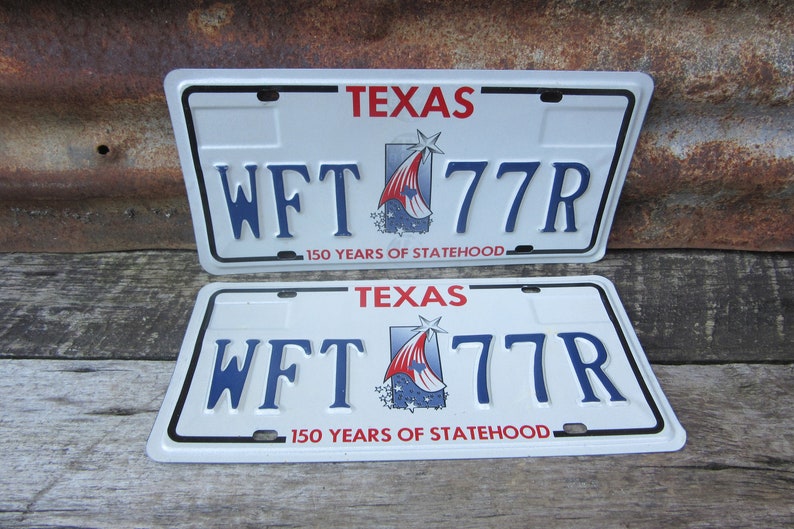 TEXAS
WFT 77R
150 YEARS OF STATEHOOD
TEXAS
WFT 77R
150 YEARS OF STATEHOOD